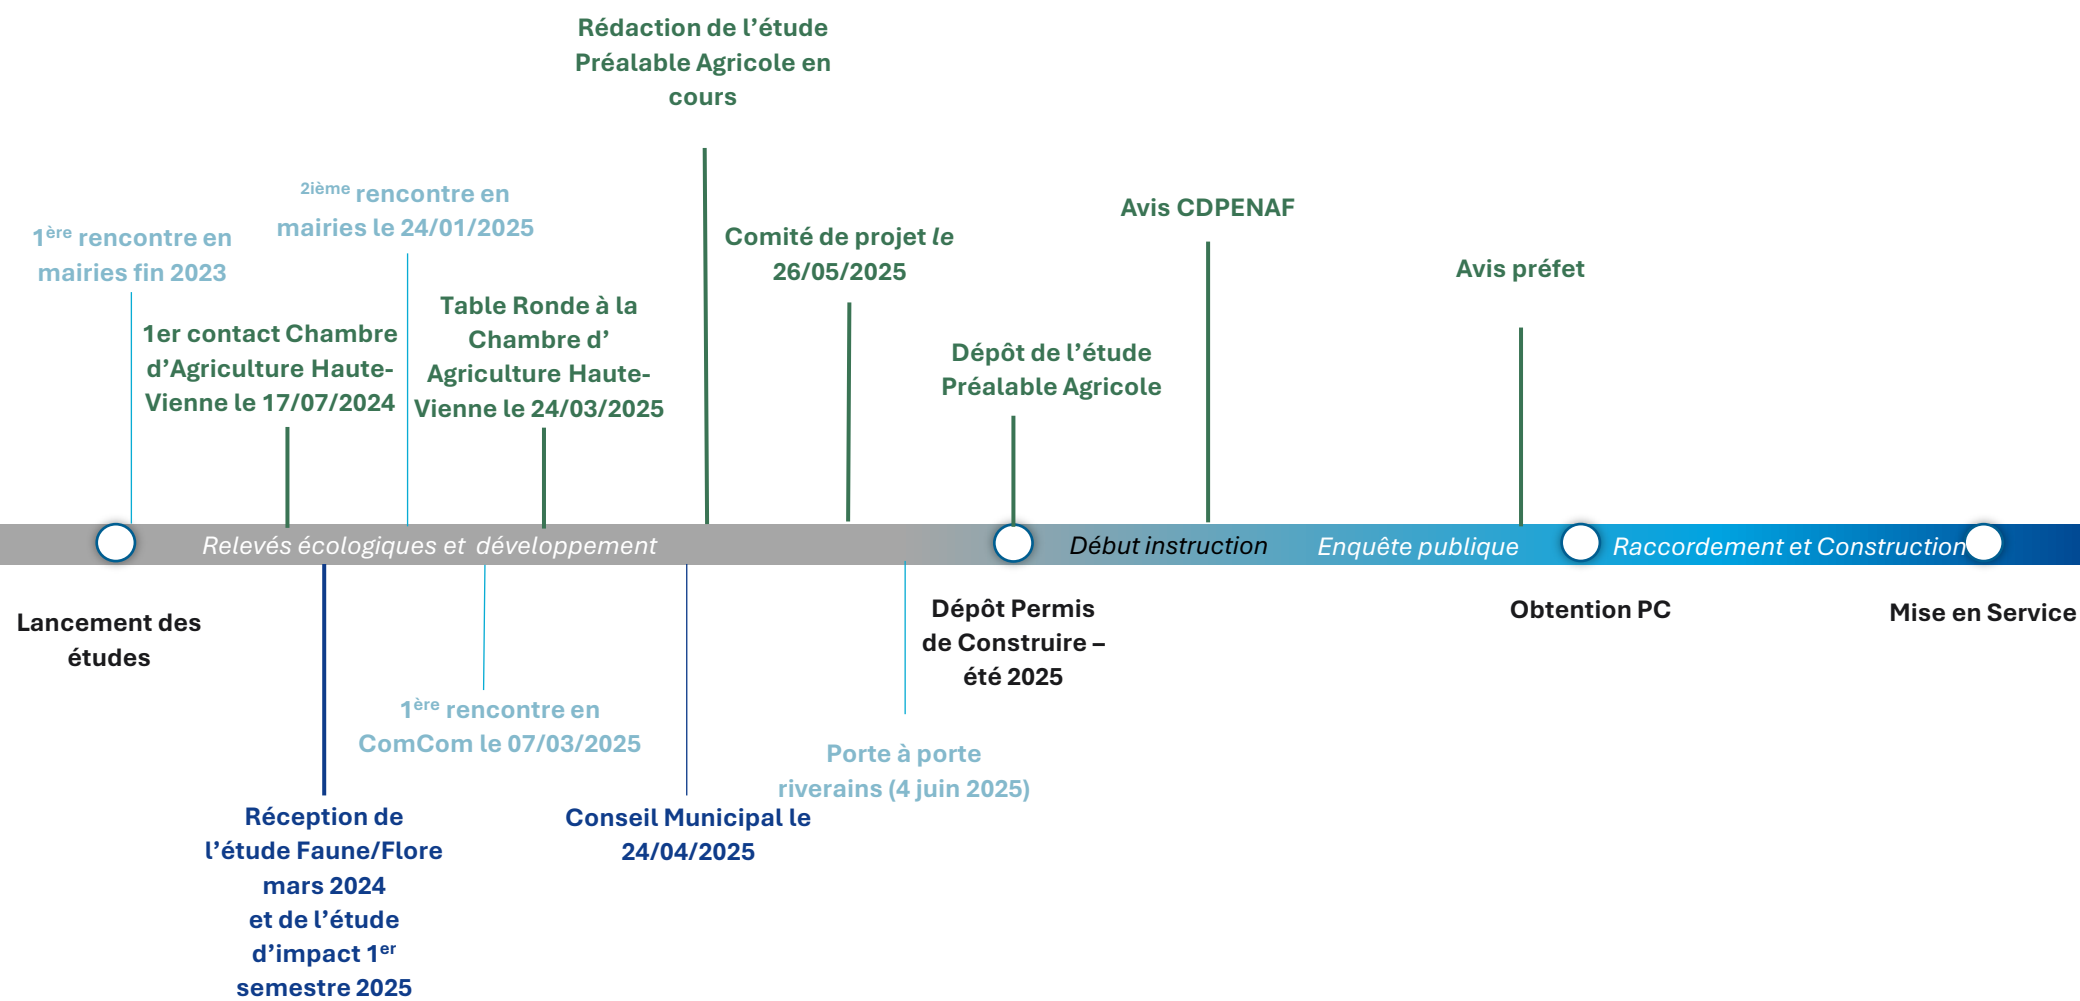 Rédaction de l’étude
Préalable Agricole en
cours
2ième rencontre en
mairies le 24/01/2025
1ère rencontre en
mairies fin 2023
Comité de projet le
26/05/2025
Avis CDPENAF
Avis préfet
1er contact Chambre
d’Agriculture Haute-
Vienne le 17/07/2024
Table Ronde à la
Chambre d’
Agriculture Haute-
Vienne le 24/03/2025
Dépôt de l’étude
Préalable Agricole
Relevés écologiques et développement
Début instruction
Enquête publique
Raccordement et Construction
Lancement des
études
Dépôt Permis
de Construire –
été 2025
Obtention PC
Mise en Service
1ère rencontre en
ComCom le 07/03/2025
Porte à porte
riverains (4 juin 2025)
Réception de
l’étude Faune/Flore
mars 2024
et de l’étude
d’impact 1er
semestre 2025
Conseil Municipal le
24/04/2025